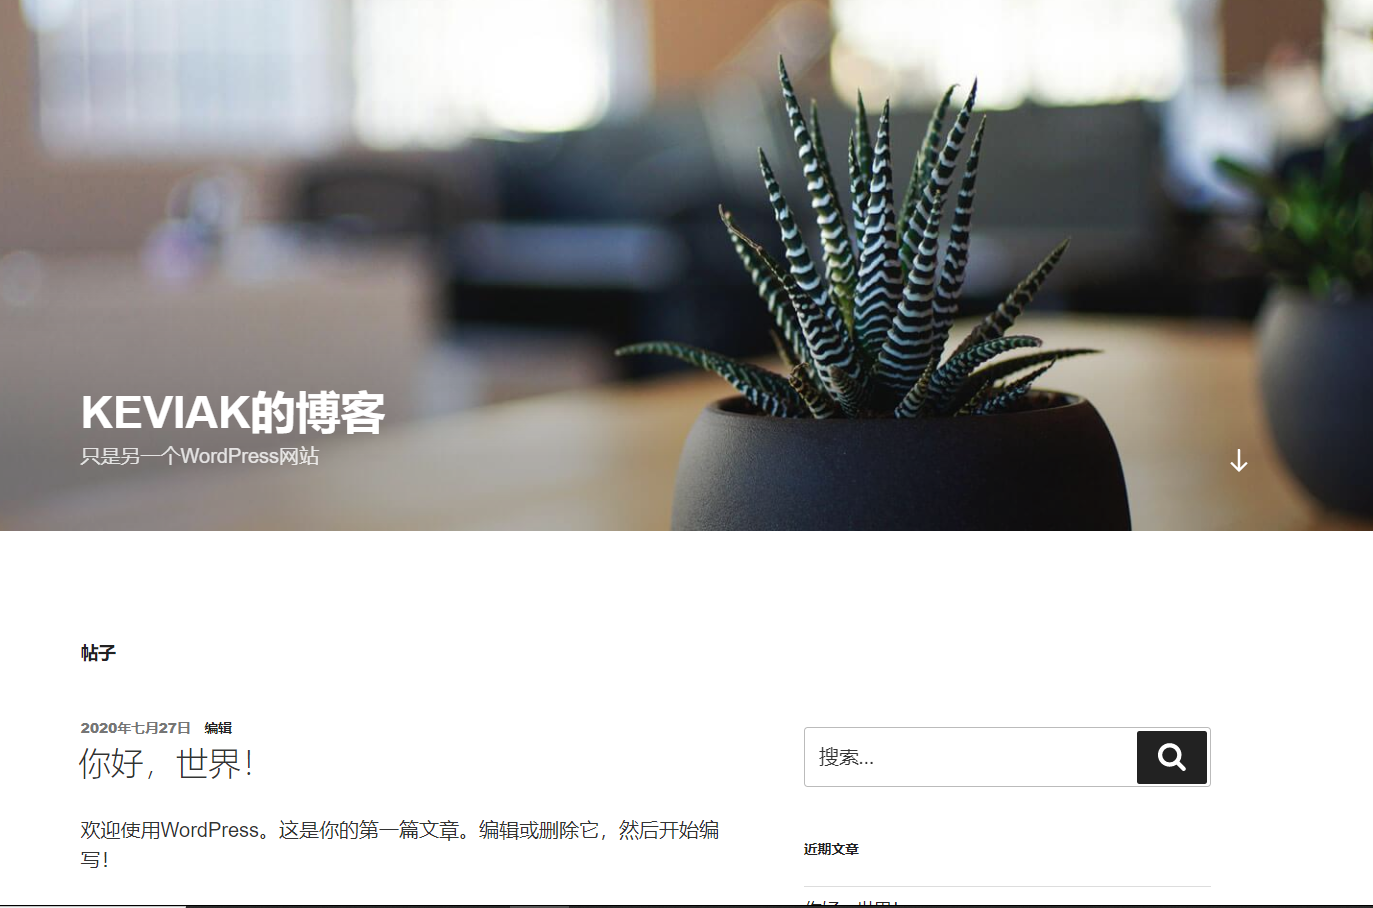 KEVIAK的博客
只是另一个WordPress网站
帖子
2020年七月27日 编辑
你好，世界！
欢迎使用WordPress。这是你的第一篇文章。编辑或删除它，然后开始编
写！
搜索...
近期文章
你好，世界！